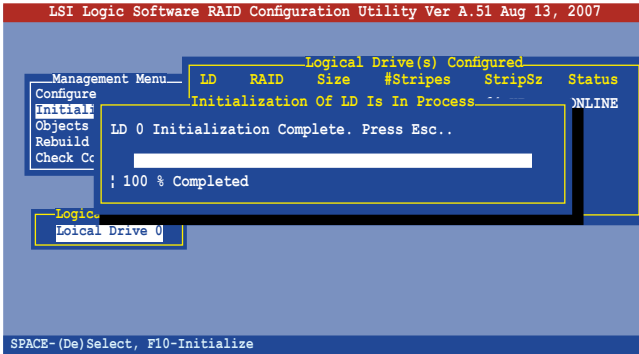 LSI Logic Software RAID Configuration Utility Ver A.51 Aug 13, 2007
Logical Drive(s) Configured
LD RAID Size #Stripes StripSz Status
ONLINE
Management Menu
Configure
Initiali
Objects
Rebuild
Check Co
Initialization Of LD Is In Process
LD 0 Initialization Complete. Press Esc..
¦ 100 % Completed
Logica
Loical Drive 0
SPACE-(De)Select, F10-Initialize